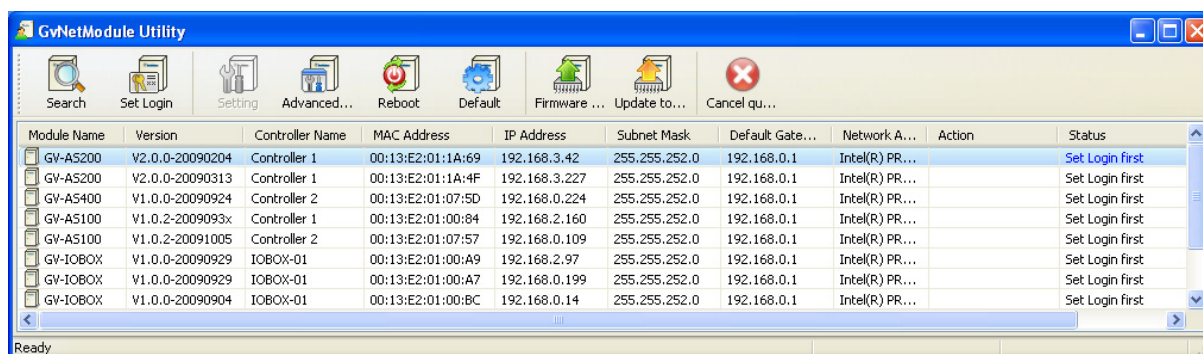 GvNetModule Utility
Search Set Login Setting Advanced... Reboot Default Firmware ... Update to... Cancel qu...
Module Name Version Controller Name MAC Address IP Address Subnet Mask Default Gate... Network A... Action Status
GV-AS200 V2.0.0-20090204 Controller 1 00:13:E2:01:1A:69 192.168.3.42 255.255.252.0 192.168.0.1 Intel(R) PR... Set Login first
GV-AS200 V2.0.0-20090313 Controller 1 00:13:E2:01:1A:4F 192.168.3.227 255.255.252.0 192.168.0.1 Intel(R) PR... Set Login first
GV-AS400 V1.0.0-20090924 Controller 2 00:13:E2:01:07:5D 192.168.0.224 255.255.252.0 192.168.0.1 Intel(R) PR... Set Login first
GV-AS100 V1.0.2-2009093x Controller 1 00:13:E2:01:00:84 192.168.2.160 255.255.252.0 192.168.0.1 Intel(R) PR... Set Login first
GV-AS100 V1.0.2-20091005 Controller 2 00:13:E2:01:07:57 192.168.0.109 255.255.252.0 192.168.0.1 Intel(R) PR... Set Login first
GV-IOBOX V1.0.0-20090929 IOBOX-01 00:13:E2:01:00:A9 192.168.2.97 255.255.252.0 192.168.0.1 Intel(R) PR... Set Login first
GV-IOBOX V1.0.0-20090929 IOBOX-01 00:13:E2:01:00:A7 192.168.0.199 255.255.252.0 192.168.0.1 Intel(R) PR... Set Login first
GV-IOBOX V1.0.0-20090904 IOBOX-01 00:13:E2:01:00:BC 192.168.0.14 255.255.252.0 192.168.0.1 Intel(R) PR... Set Login first
Ready